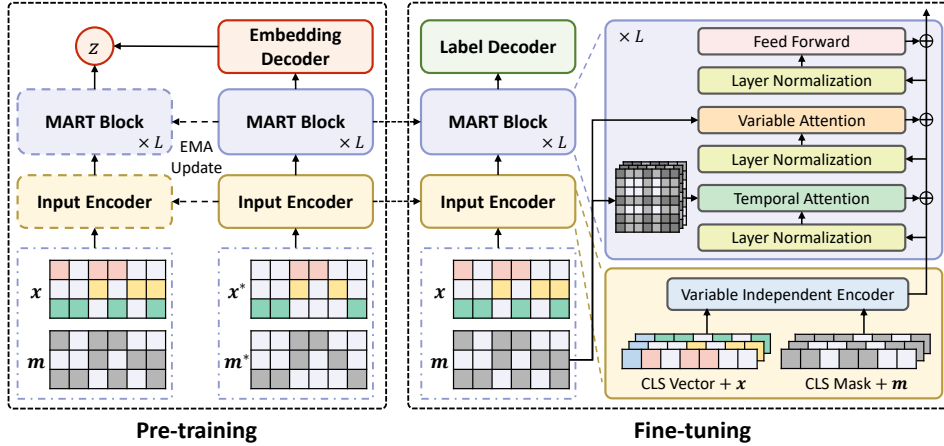 Z
Embedding
Decoder
MART Block
× L
MART Block
× L
EMA
Update
Input Encoder
Input Encoder
x
m
x*
m*
Pre-training
Label Decoder
MART Block
× L
Input Encoder
x
m
× L
Feed Forward
Layer Normalization
Variable Attention
Layer Normalization
Temporal Attention
Layer Normalization
Variable Independent Encoder
CLS Vector + x
CLS Mask + m
Fine-tuning